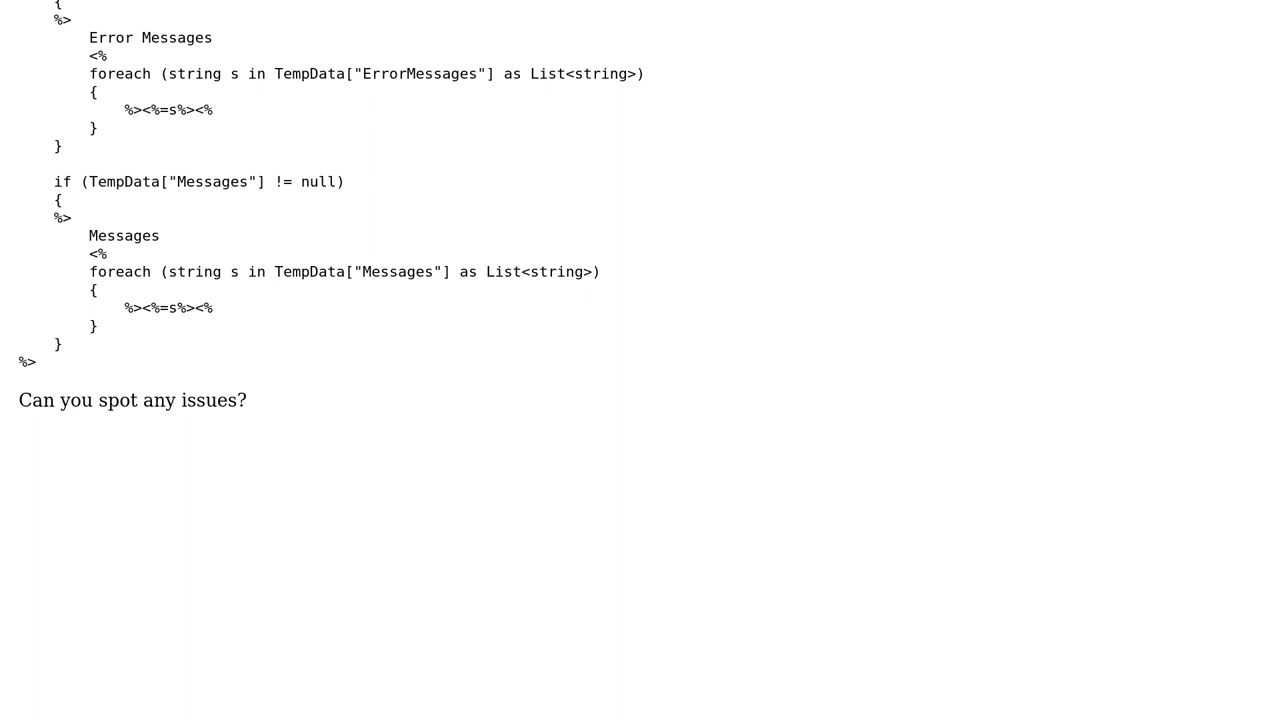 {
%>
Error Messages
<%
foreach (string s in TempData["ErrorMessages"] as List<string>)
{
%><%=s%><%
}
}
if (TempData["Messages"] != null)
{
%>
Messages
<%
foreach (string s in TempData["Messages"] as List<string>)
{
%><%=s%><%
}
}
%>
Can you spot any issues?